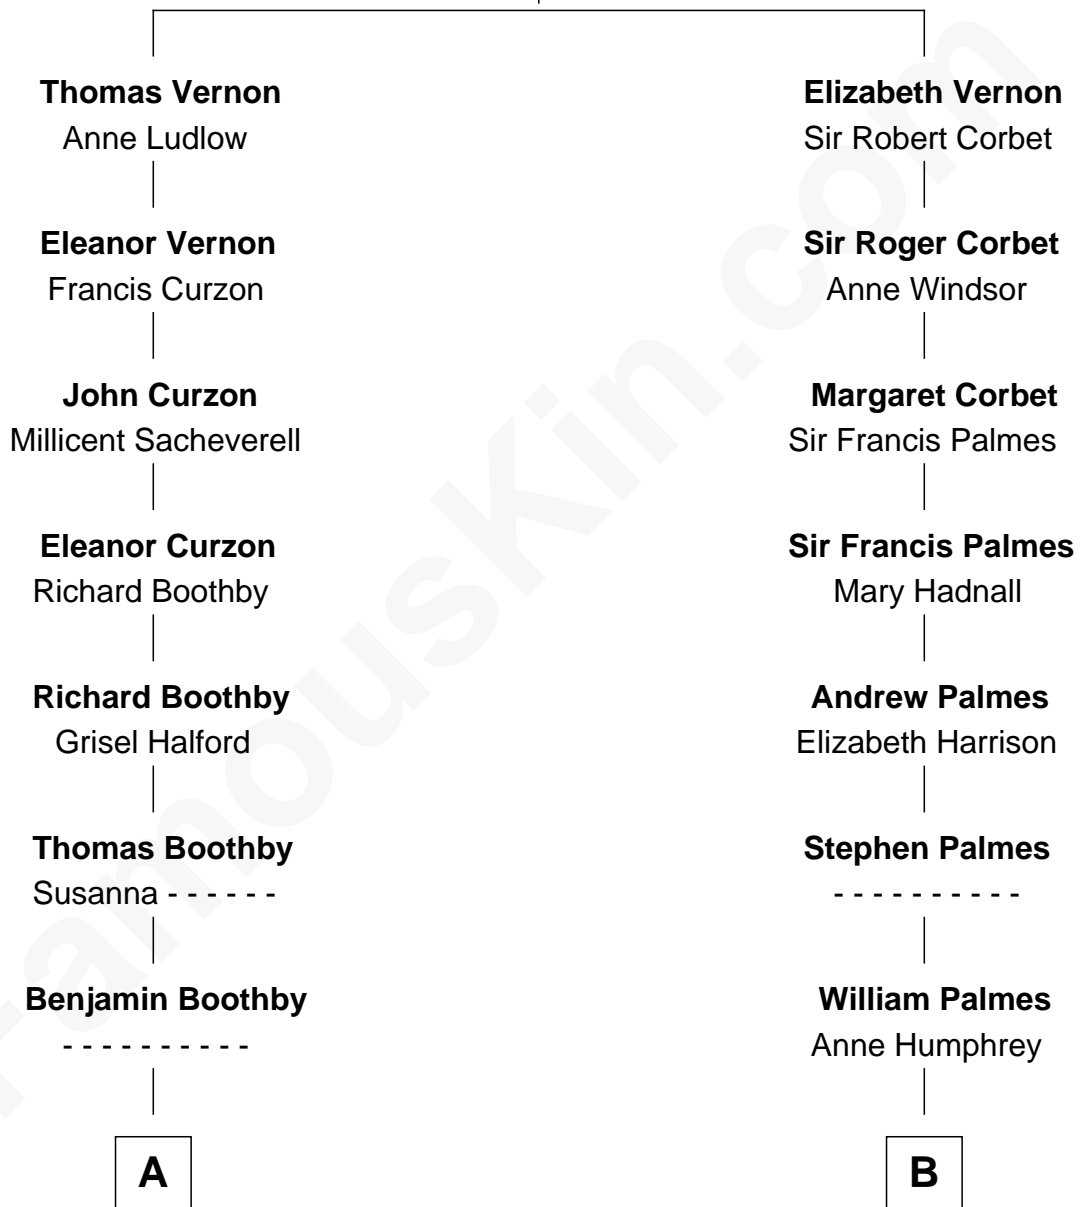 Thomas Vernon
Anne Ludlow
Eleanor Vernon
Francis Curzon
John Curzon
Millicent Sacheverell
Eleanor Curzon
Richard Boothby
Richard Boothby
Grisel Halford
Thomas Boothby
Susanna - - - - - -
Benjamin Boothby
- - - - - - - - - -
A
Elizabeth Vernon
Sir Robert Corbet
Sir Roger Corbet
Anne Windsor
Margaret Corbet
Sir Francis Palmes
Sir Francis Palmes
Mary Hadnall
Andrew Palmes
Elizabeth Harrison
Stephen Palmes
- - - - - - - - - -
William Palmes
Anne Humphrey
B
FamousKin.com